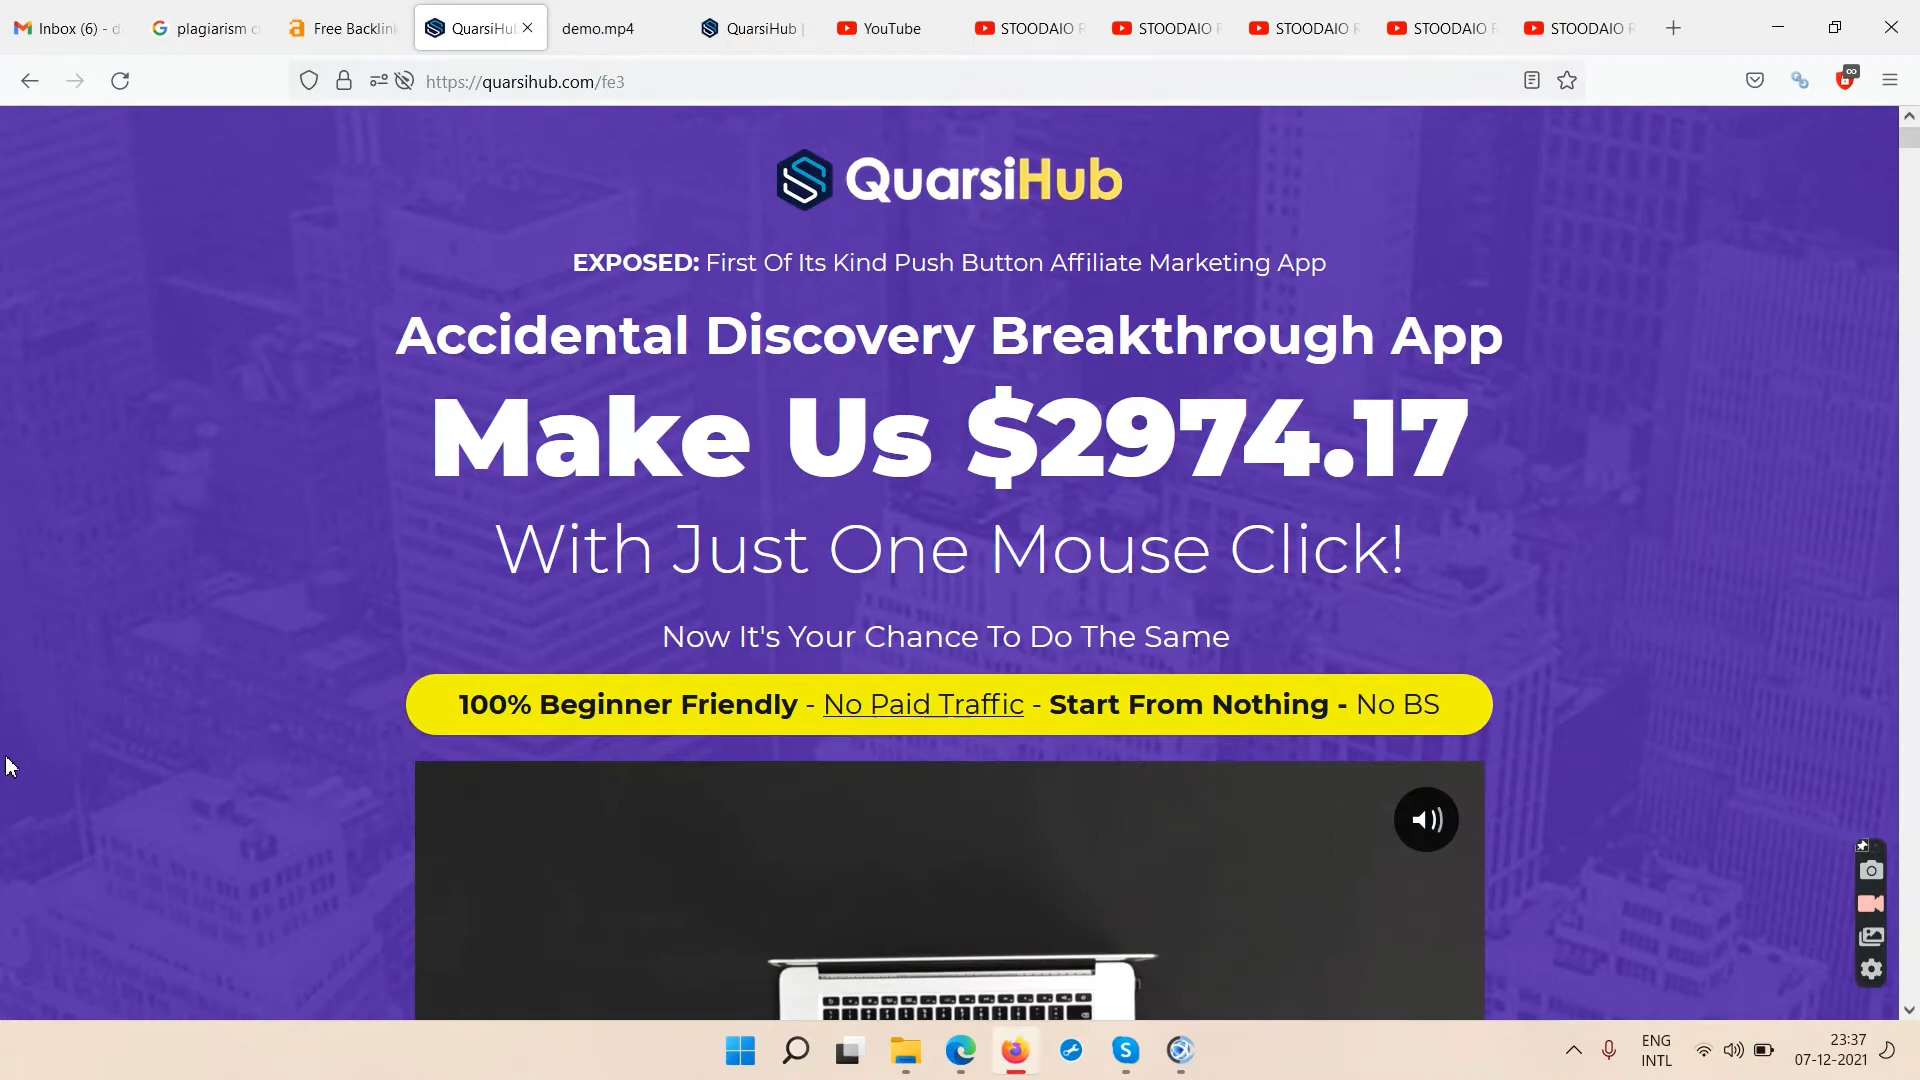 Inbox (6) - d
plagiarism c
Free Backlink
QuarsiHu
demo.mp4
QuarsiHub |
YouTube
STOODAIO R
STOODAIO R
STOODAIO R
STOODAIO R
STOODAIO R
https://quarsihub.com/fe3
QuarsiHub
EXPOSED: First Of Its Kind Push Button Affiliate Marketing App
Accidental Discovery Breakthrough App
Make Us $2974.17
With Just One Mouse Click!
Now It's Your Chance To Do The Same
100% Beginner Friendly - No Paid Traffic - Start From Nothing - No BS
ENG
INTL
23:37
07-12-2021